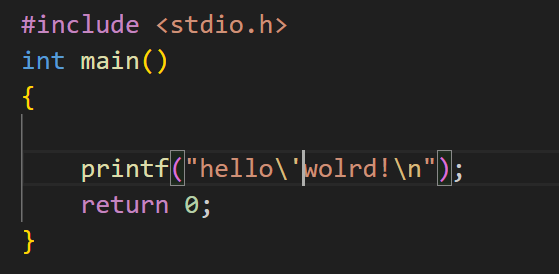 #include <stdio.h>
int main()
{
    printf("hello\'wolrd!\n");
    return 0;
}